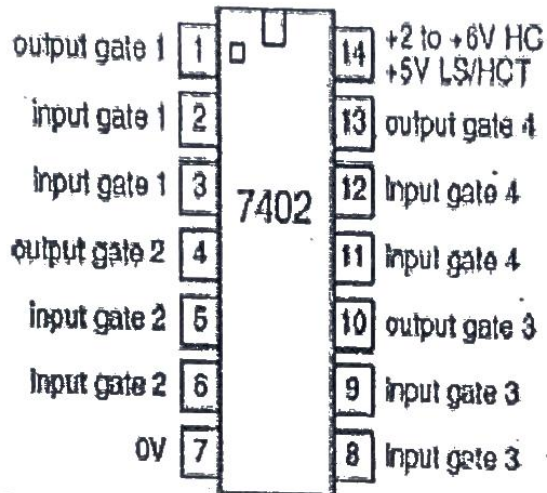 output gate 1 1
input gate 1 2
input gate 1 3
output gate 2 4
input gate 2 5
input gate 2 6
0V 7
7402
14 +2 to +6V HC
+5V LS/HCT
13 output gate 4
12 input gate 4
11 input gate 4
10 output gate 3
9 input gate 3
8 input gate 3